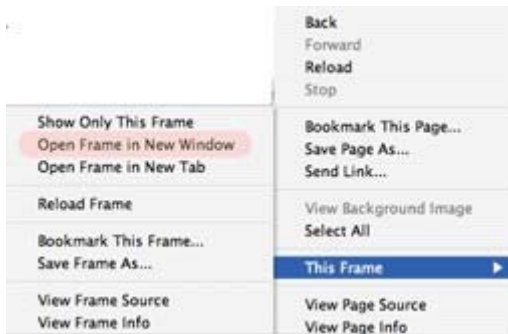 Back
Forward
Reload
Stop
Bookmark This Page...
Save Page As...
Send Link...
View Background Image
Select All
This Frame
View Page Source
View Page Info
Show Only This Frame
Open Frame in New Window
Open Frame in New Tab
Reload Frame
Bookmark This Frame...
Save Frame As...
View Frame Source
View Frame Info